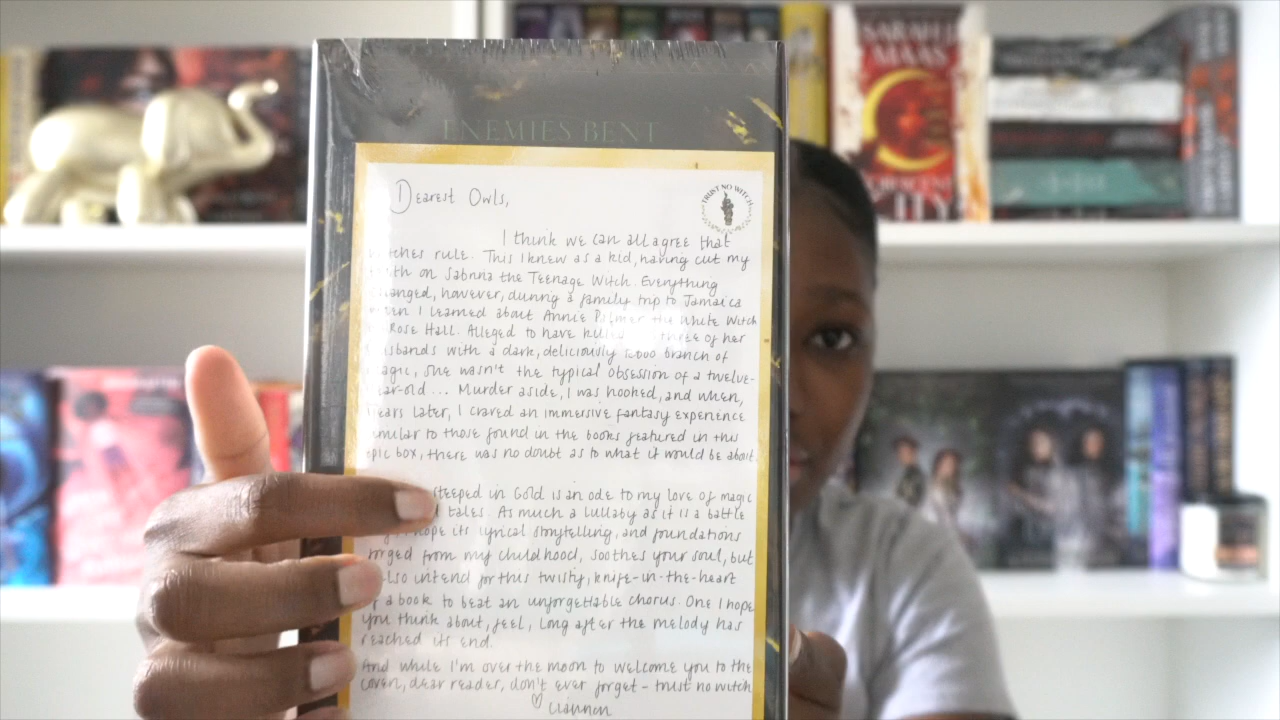 SARAH J.
MAAS
CITY
ENEMIES BENT
TRUST NO WITCH
Dearest Owls,
I think we can all agree that
witches rule. This I knew as a kid, having cut my
on Sabrina the Teenage Witch. Everything
changed, however, during a family trip to Jamaica
when I learned about Annie Palmer the White Witch
Rose Hall. Alleged to have killed three of her
husbands with a dark, deliciously taboo branch of
magic, she wasn't the typical obsession of a twelve-
year-old... Murder aside, I was hooked, and when,
years later, I craved an immersive fantasy experience
similar to those found in the books featured in this
epic box, there was no doubt as to what it would be about
steeped in Gold is an ode to my love of magic
tales. As much a lullaby as it is a battle
hope its lyrical storytelling, and foundations
forged from my childhood, soothes your soul, but
also intend for this twisty, knife-in-the-heart
of a book to beat an unforgettable chorus. One I hope
you think about, feel, long after the melody has
reached its end.
And while I'm over the moon to welcome you to the
coven, dear reader, don't ever forget – trust no witch
♡ Ciannon